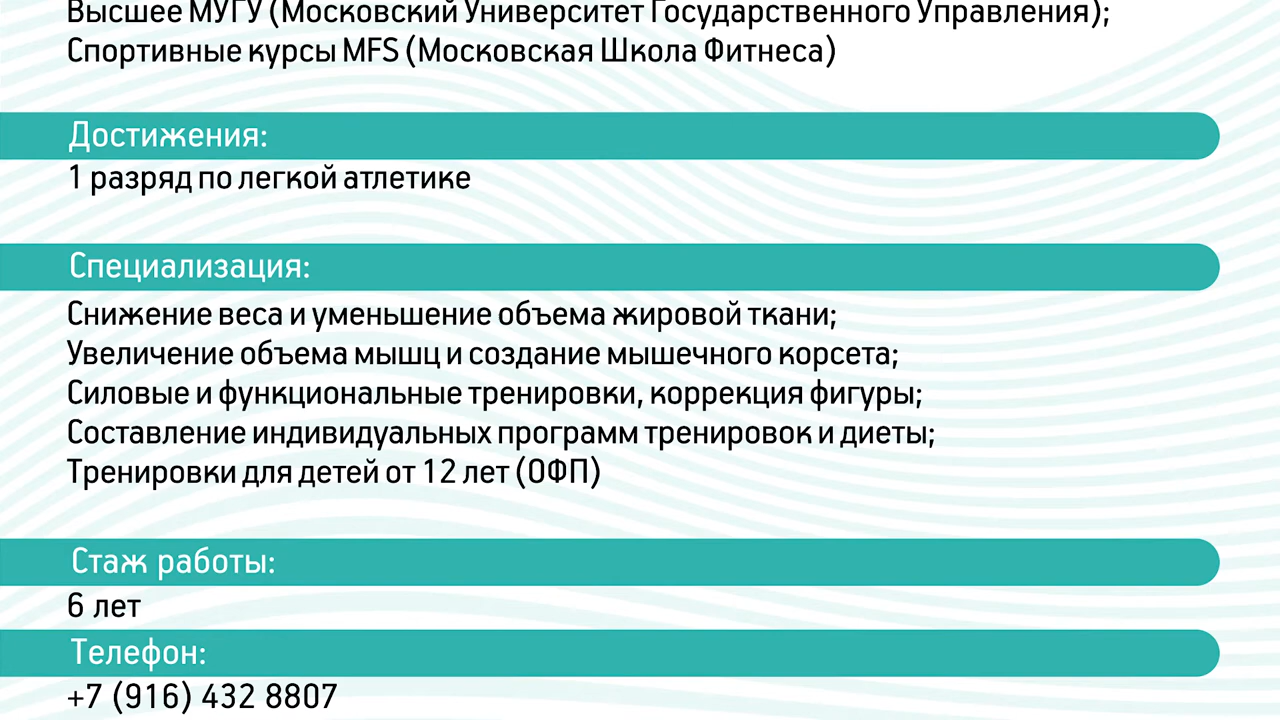 Высшее МУГУ (Московский Университет Государственного Управления);
Спортивные курсы MFS (Московская Школа Фитнеса)
Достижения:
1 разряд по легкой атлетике
Специализация:
Снижение веса и уменьшение объема жировой ткани;
Увеличение объема мышц и создание мышечного корсета;
Силовые и функциональные тренировки, коррекция фигуры;
Составление индивидуальных программ тренировок и диеты;
Тренировки для детей от 12 лет (ОФП)
Стаж работы:
6 лет
Телефон:
+7 (916) 432 8807